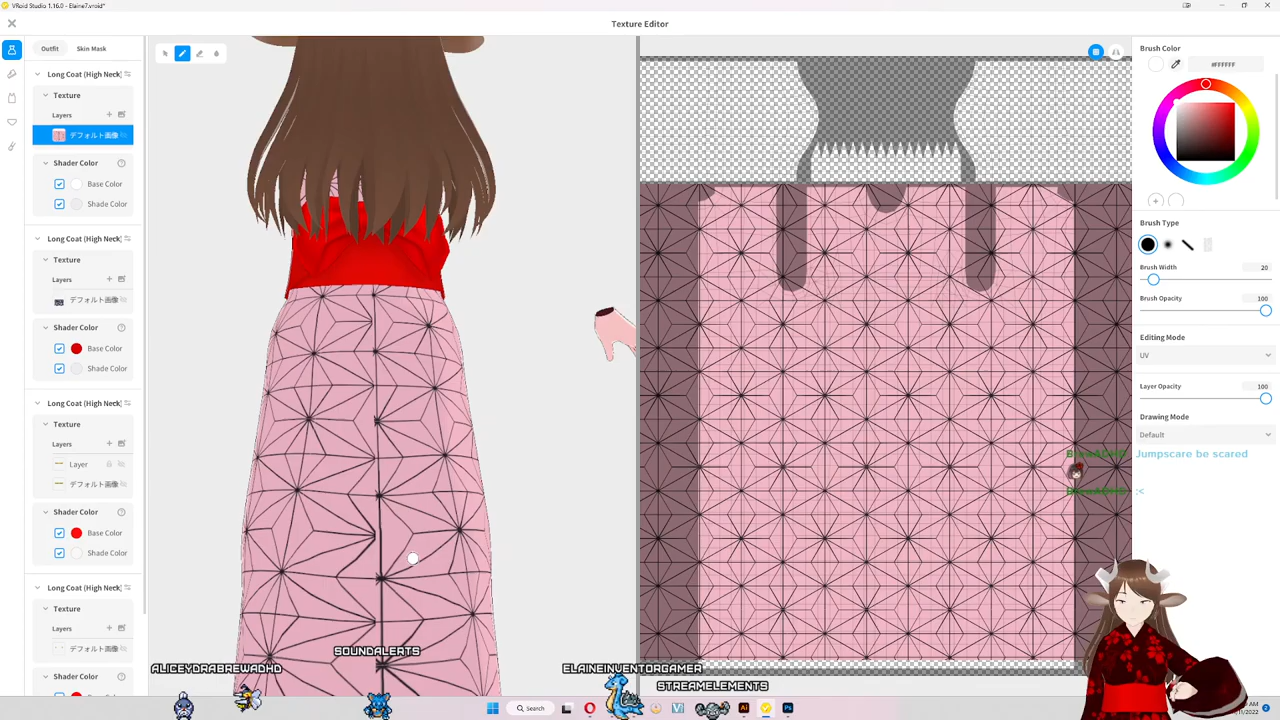 VRoid Studio 1.16.0 - Elaine7.vroid*
Texture Editor
Outfit
Skin Mask
Long Coat (High Neck)
Texture
Layers
デフォルト画像
Shader Color
Base Color
Shade Color
Long Coat (High Neck)
Texture
Layers
デフォルト画像
Shader Color
Base Color
Shade Color
Long Coat (High Neck)
Texture
Layers
Layer
デフォルト画像
Shader Color
Base Color
Shade Color
Long Coat (High Neck)
Texture
Layers
デフォルト画像
Shader Color
Brush Color
#FFFFFF
Brush Type
Brush Width 20
Brush Opacity 100
Editing Mode
UV
Layer Opacity 100
Drawing Mode
Default
Jumpscare be scared
:<
SOUNDALERTS
ALICEYDRABREWADHD
ELAINEINVENTORGAMER
STREAMELEMENTS
Search